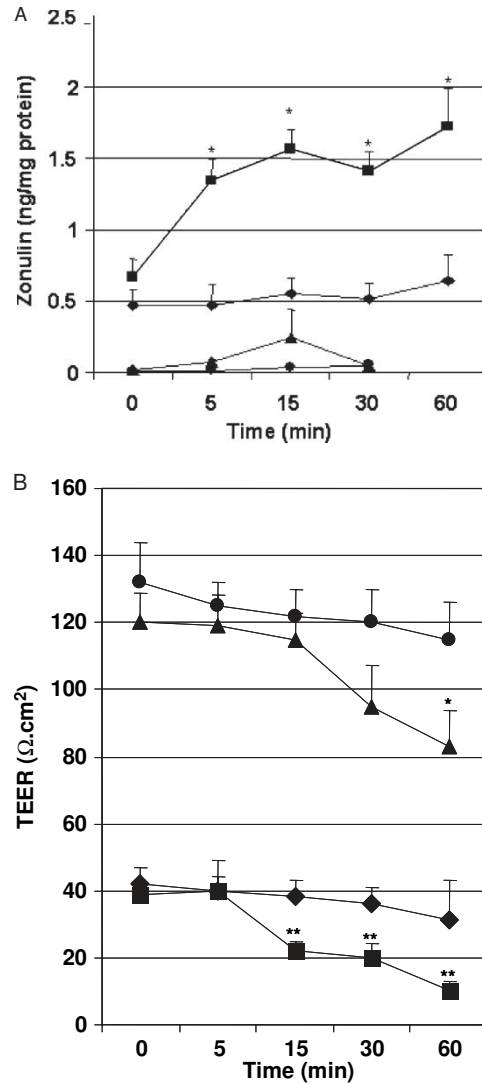 A
Zonulin (ng/mg protein)
2.5
2
1.5
1
0.5
0
* * * *
0 5 15 30 60
Time (min)
B
TEER (Ω.cm²)
160
140
120
100
80
60
40
20
0
*
** ** **
0 5 15 30 60
Time (min)